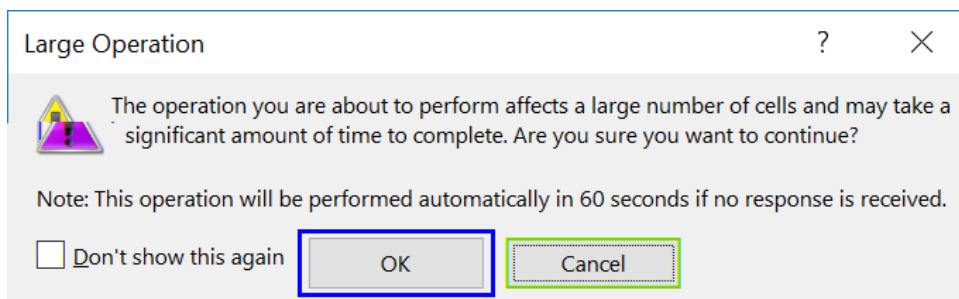 Large Operation
The operation you are about to perform affects a large number of cells and may take a
significant amount of time to complete. Are you sure you want to continue?
Note: This operation will be performed automatically in 60 seconds if no response is received.
Don't show this again OK Cancel